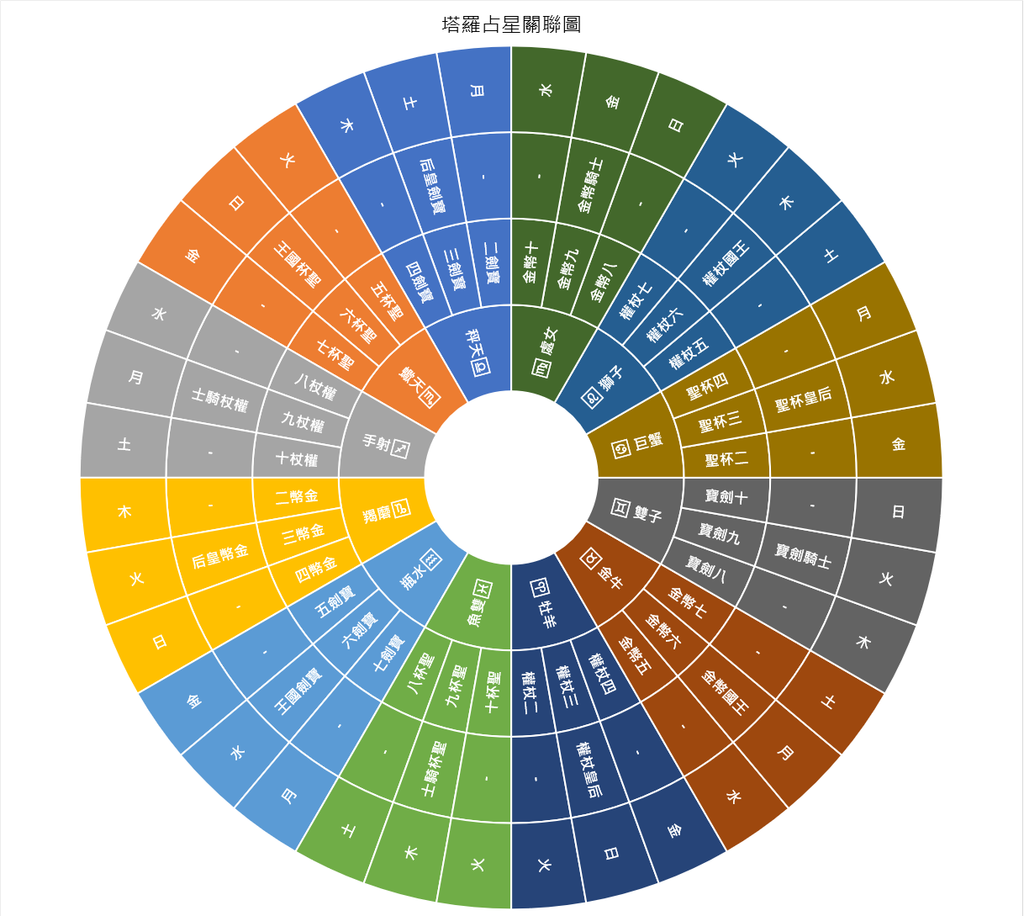 塔羅占星關聯圖
水
金
日
-
金幣騎士
-
金幣十
金幣九
金幣八
♍ 處女
火
木
土
-
權杖國王
-
權杖七
權杖六
權杖五
♌ 獅子
月
水
金
-
聖杯皇后
-
聖杯四
聖杯三
聖杯二
♋ 巨蟹
日
火
木
-
寶劍騎士
-
寶劍十
寶劍九
寶劍八
♊ 雙子
土
月
水
-
金幣國王
-
金幣七
金幣六
金幣五
♉ 金牛
金
日
火
-
權杖皇后
-
權杖四
權杖三
權杖二
♈ 牡羊
火
木
土
-
士騎杯聖
-
十杯聖
九杯聖
八杯聖
魚雙♓
月
水
金
-
王國劍寶
-
七劍寶
六劍寶
五劍寶
瓶水♒
日
火
木
-
后皇幣金
-
四幣金
三幣金
二幣金
羯磨♑
土
月
水
-
士騎杖權
-
十杖權
九杖權
八杖權
手射♐
金
日
火
-
王國杯聖
-
七杯聖
六杯聖
五杯聖
蠍天♏
木
土
月
-
后皇劍寶
-
四劍寶
三劍寶
二劍寶
秤天♎